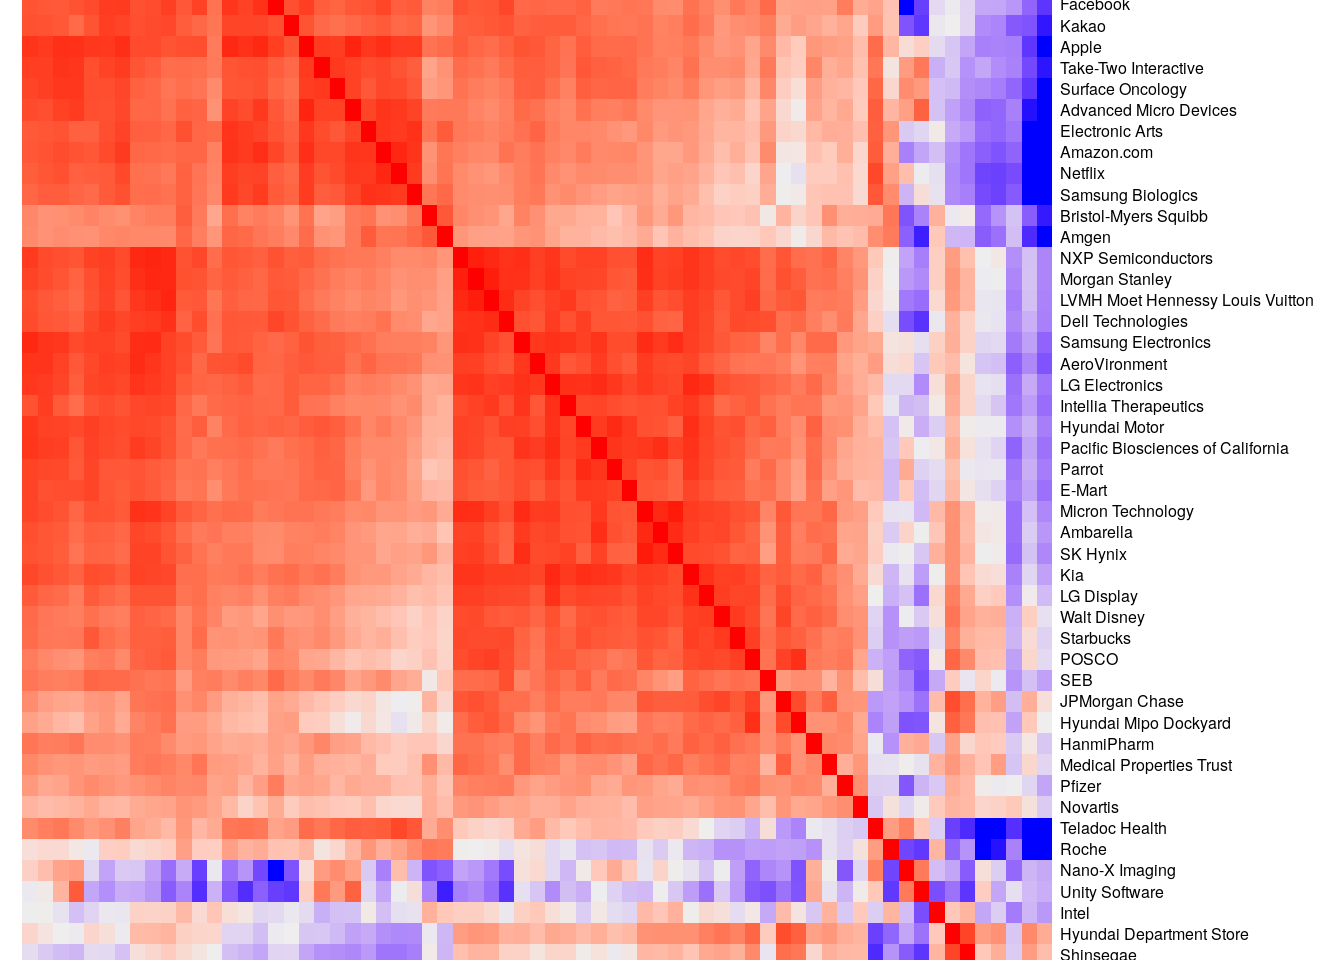 Facebook
Kakao
Apple
Take-Two Interactive
Surface Oncology
Advanced Micro Devices
Electronic Arts
Amazon.com
Netflix
Samsung Biologics
Bristol-Myers Squibb
Amgen
NXP Semiconductors
Morgan Stanley
LVMH Moet Hennessy Louis Vuitton
Dell Technologies
Samsung Electronics
AeroVironment
LG Electronics
Intellia Therapeutics
Hyundai Motor
Pacific Biosciences of California
Parrot
E-Mart
Micron Technology
Ambarella
SK Hynix
Kia
LG Display
Walt Disney
Starbucks
POSCO
SEB
JPMorgan Chase
Hyundai Mipo Dockyard
HanmiPharm
Medical Properties Trust
Pfizer
Novartis
Teladoc Health
Roche
Nano-X Imaging
Unity Software
Intel
Hyundai Department Store
Shinsegae